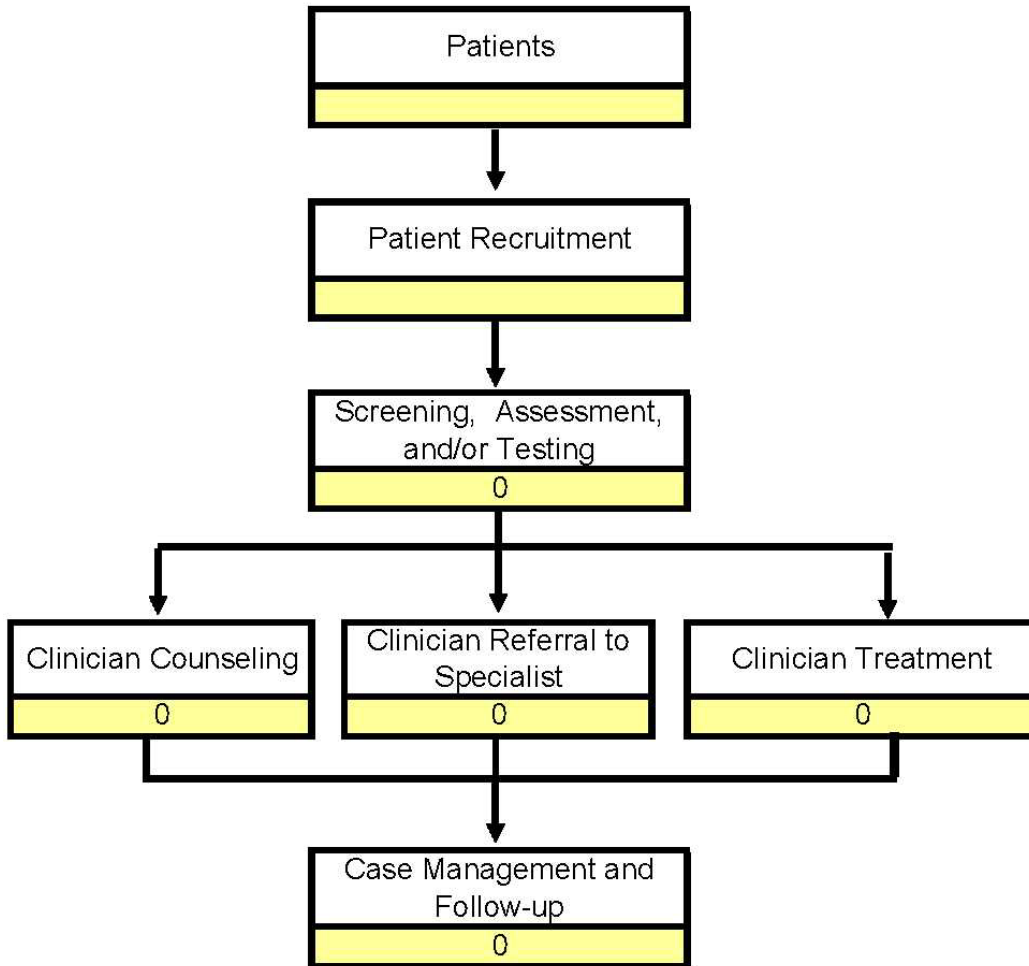 Patients
Patient Recruitment
Screening, Assessment,
and/or Testing
0
Clinician Counseling
0
Clinician Referral to
Specialist
0
Clinician Treatment
0
Case Management and
Follow-up
0